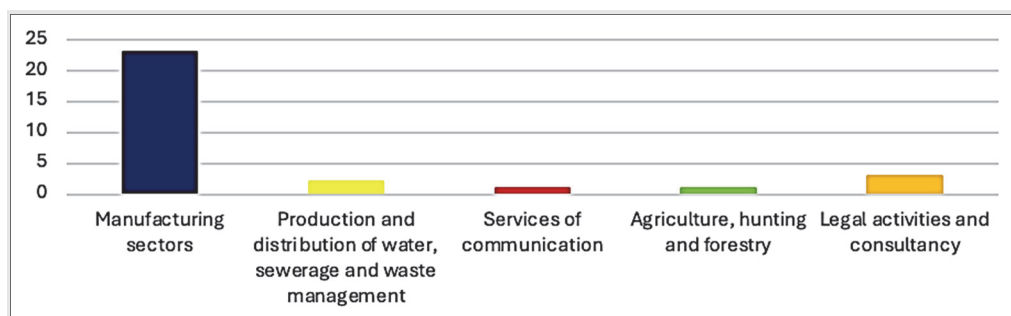 25
20
15
10
5
0
Manufacturing
sectors
Production and
distribution of water,
sewerage and waste
management
Services of
communication
Agriculture, hunting
and forestry
Legal activities and
consultancy